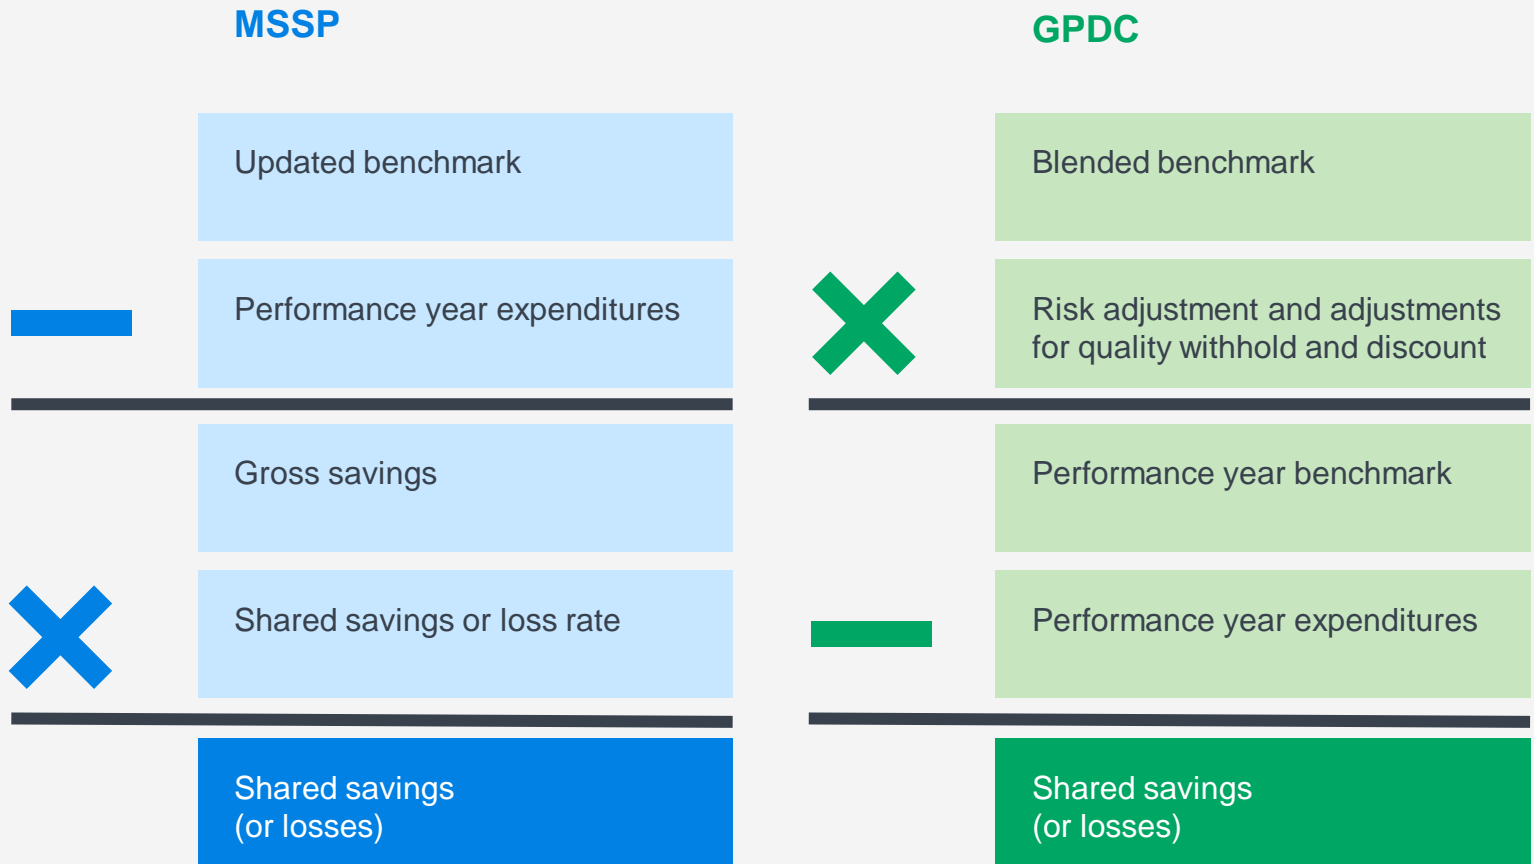 MSSP
Updated benchmark
Performance year expenditures
Gross savings
Shared savings or loss rate
Shared savings
(or losses)
GPDC
Blended benchmark
Risk adjustment and adjustments
for quality withhold and discount
Performance year benchmark
Performance year expenditures
Shared savings
(or losses)